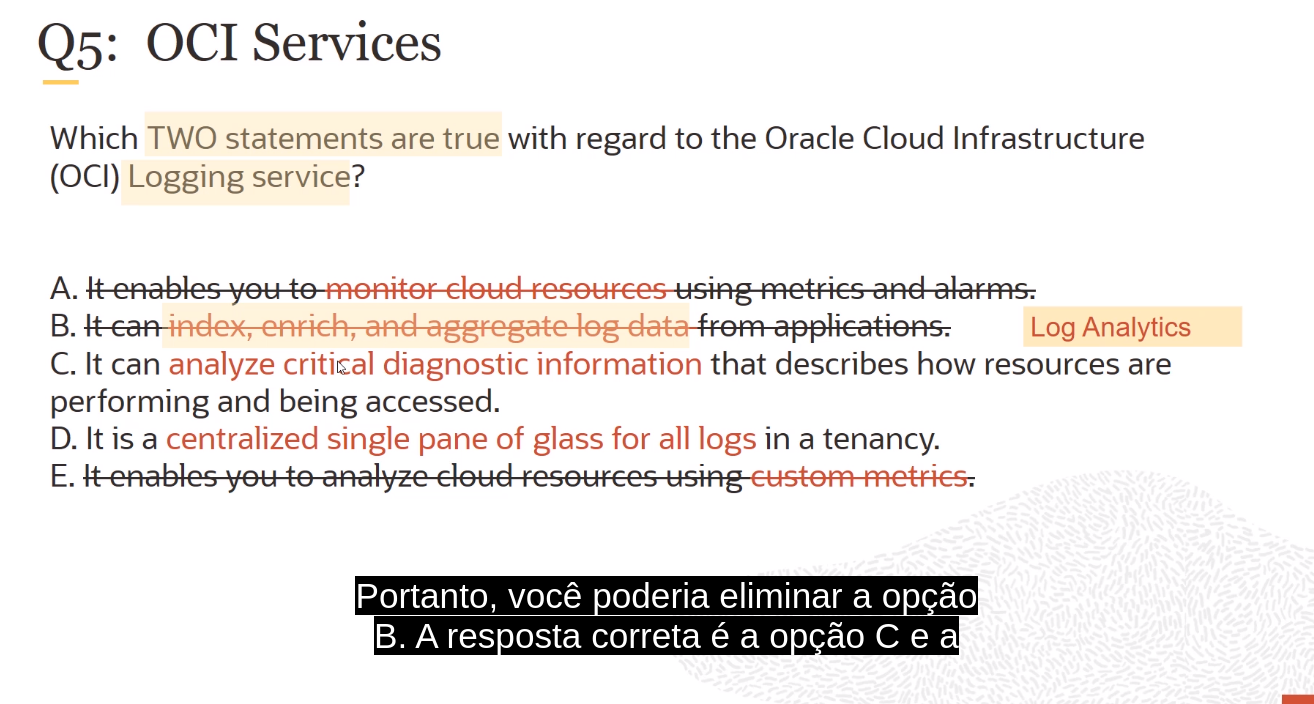 Q5: OCI Services
Which TWO statements are true with regard to the Oracle Cloud Infrastructure
(OCI) Logging service?
A. It enables you to monitor cloud resources using metrics and alarms.
B. It can index, enrich, and aggregate log data from applications.
Log Analytics
C. It can analyze critical diagnostic information that describes how resources are
performing and being accessed.
D. It is a centralized single pane of glass for all logs in a tenancy.
E. It enables you to analyze cloud resources using custom metrics.
Portanto, você poderia eliminar a opção
B. A resposta correta é a opção C e a